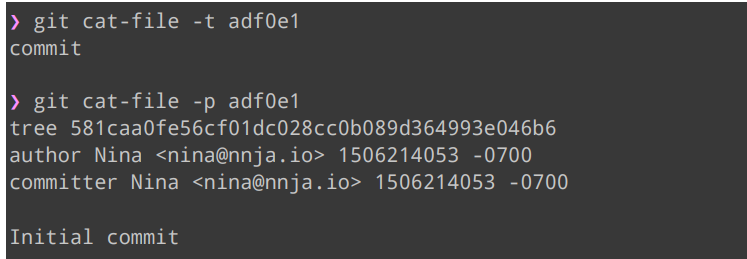 ❯ git cat-file -t adf0e1
commit
❯ git cat-file -p adf0e1
tree 581caa0fe56cf01dc028cc0b089d364993e046b6
author Nina <nina@nnja.io> 1506214053 -0700
committer Nina <nina@nnja.io> 1506214053 -0700
Initial commit